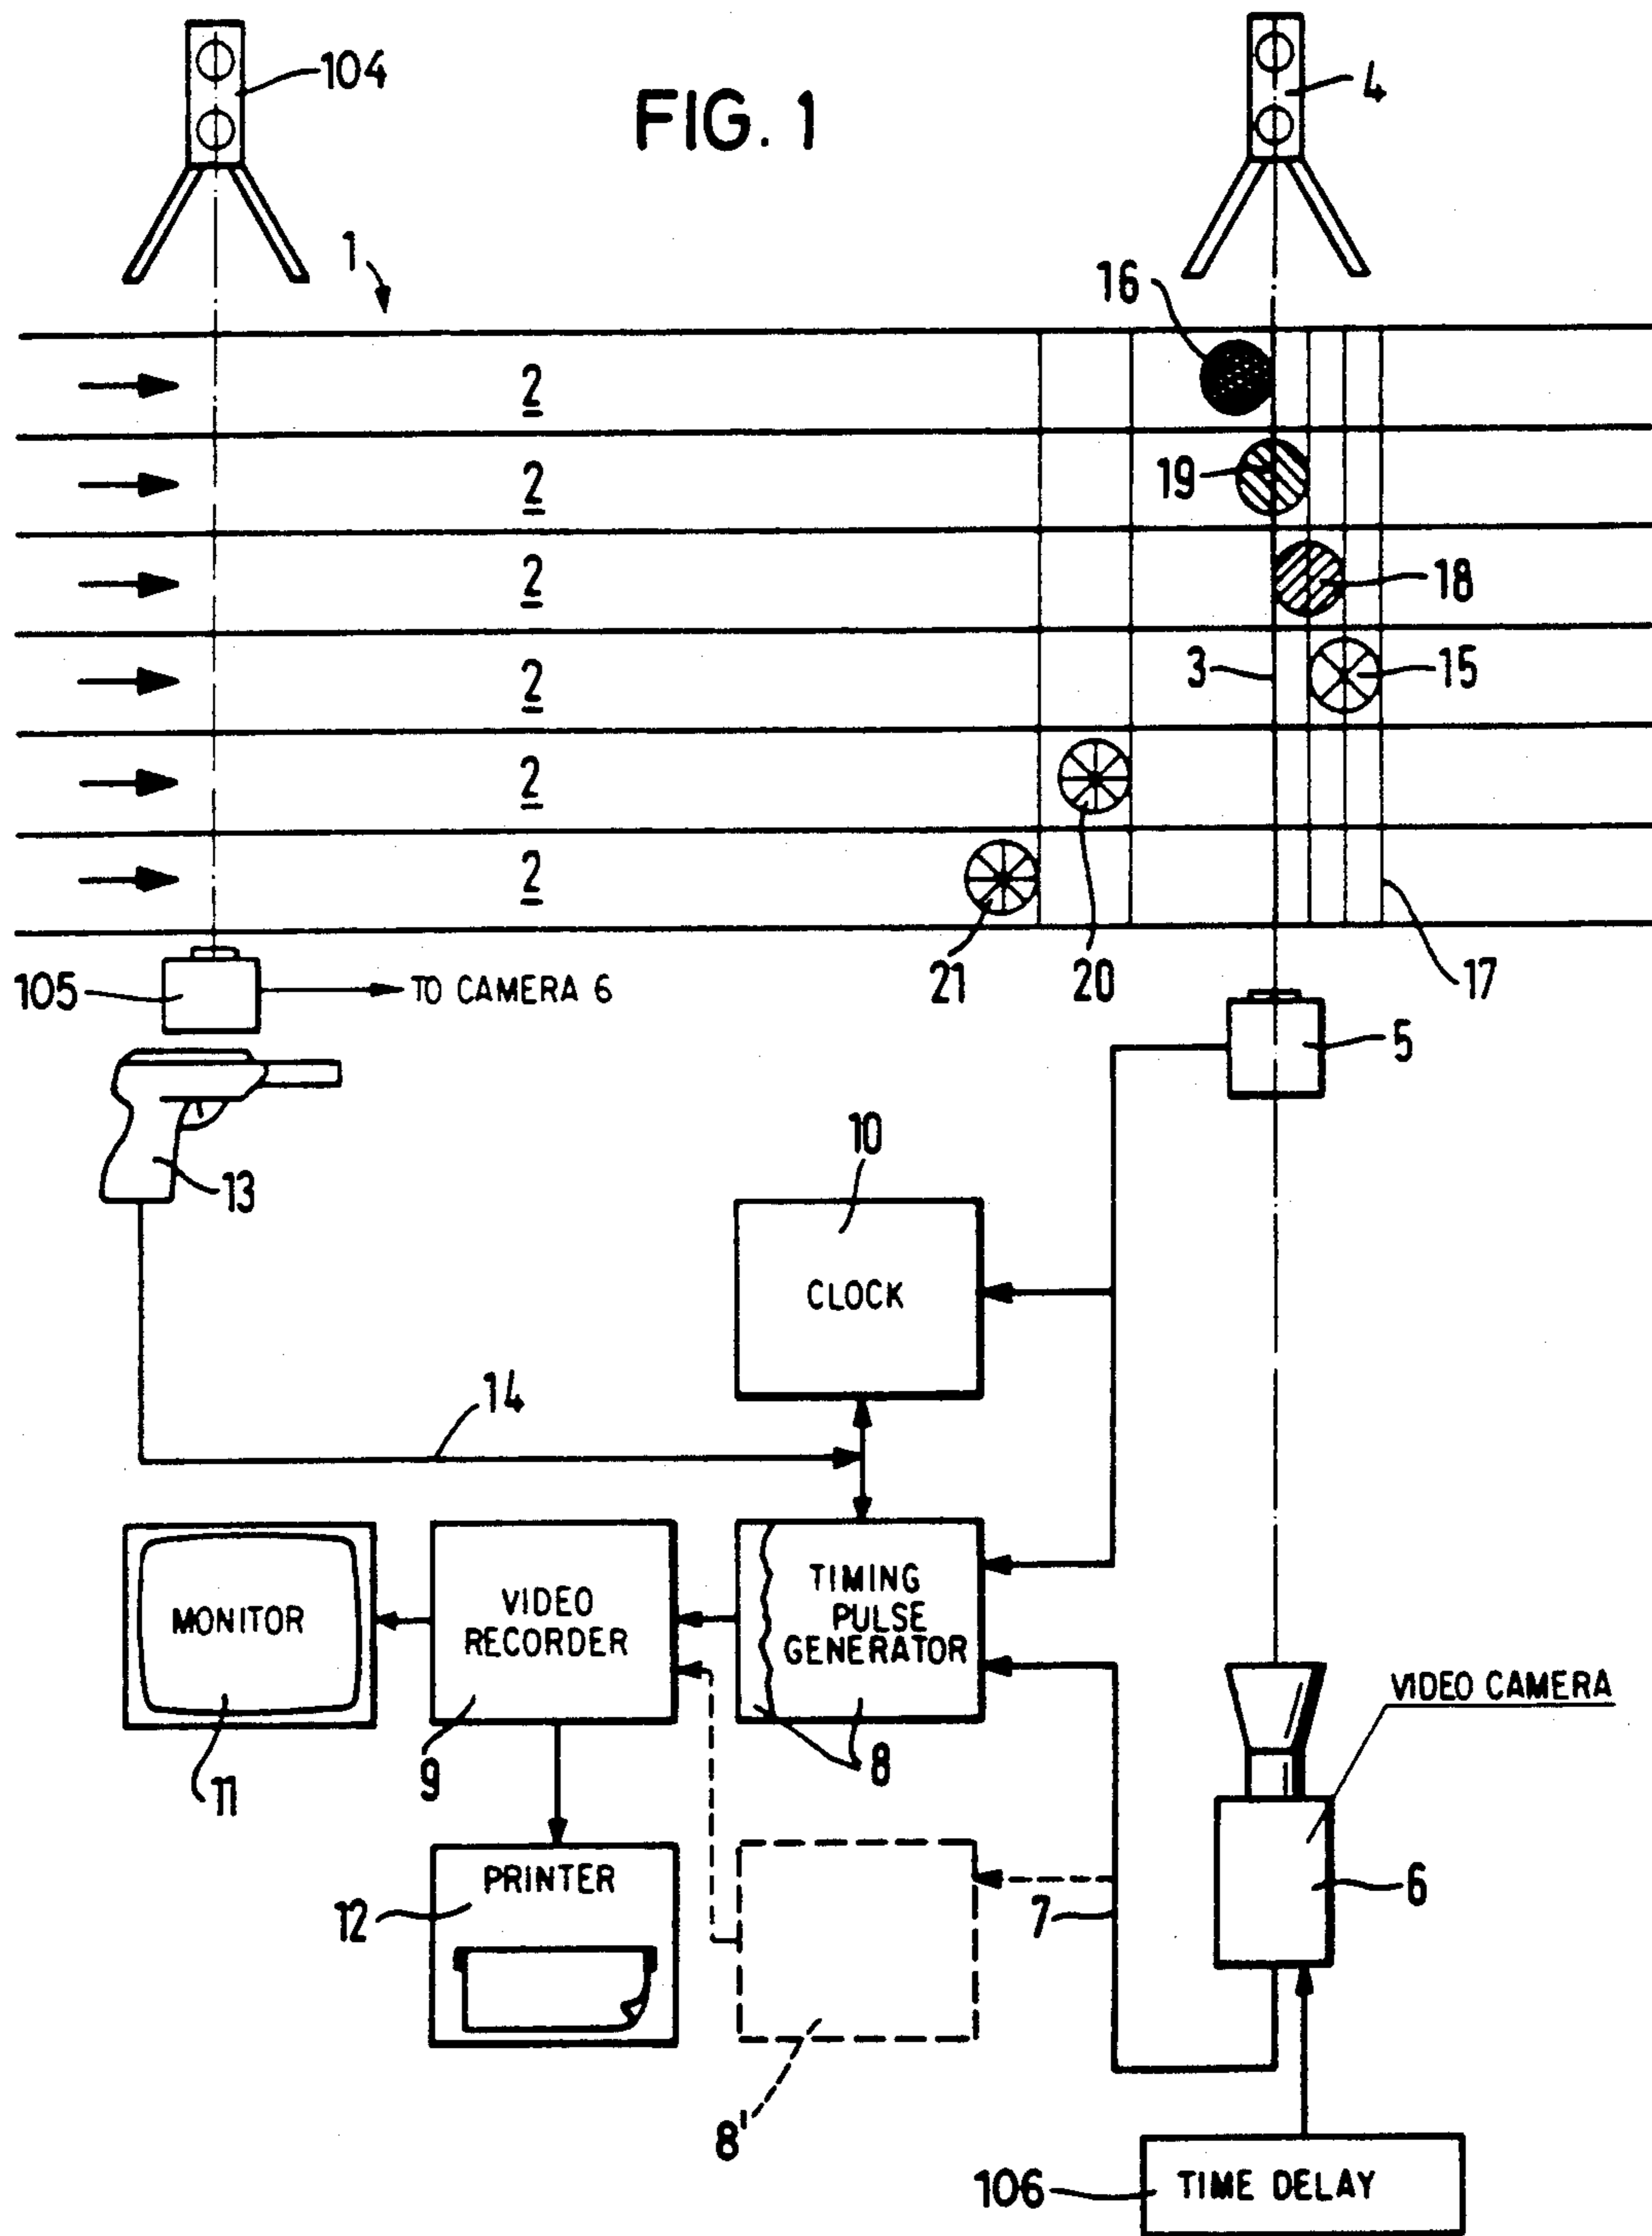 104
FIG. 1
4
1
16
2
2
19
2
18
2
3
15
2
2
21
20
17
105
TO CAMERA 6
5
13
10
CLOCK
14
MONITOR
11
VIDEO
RECORDER
9
TIMING
PULSE
GENERATOR
8
VIDEO CAMERA
PRINTER
12
7
6
8'
106
TIME DELAY